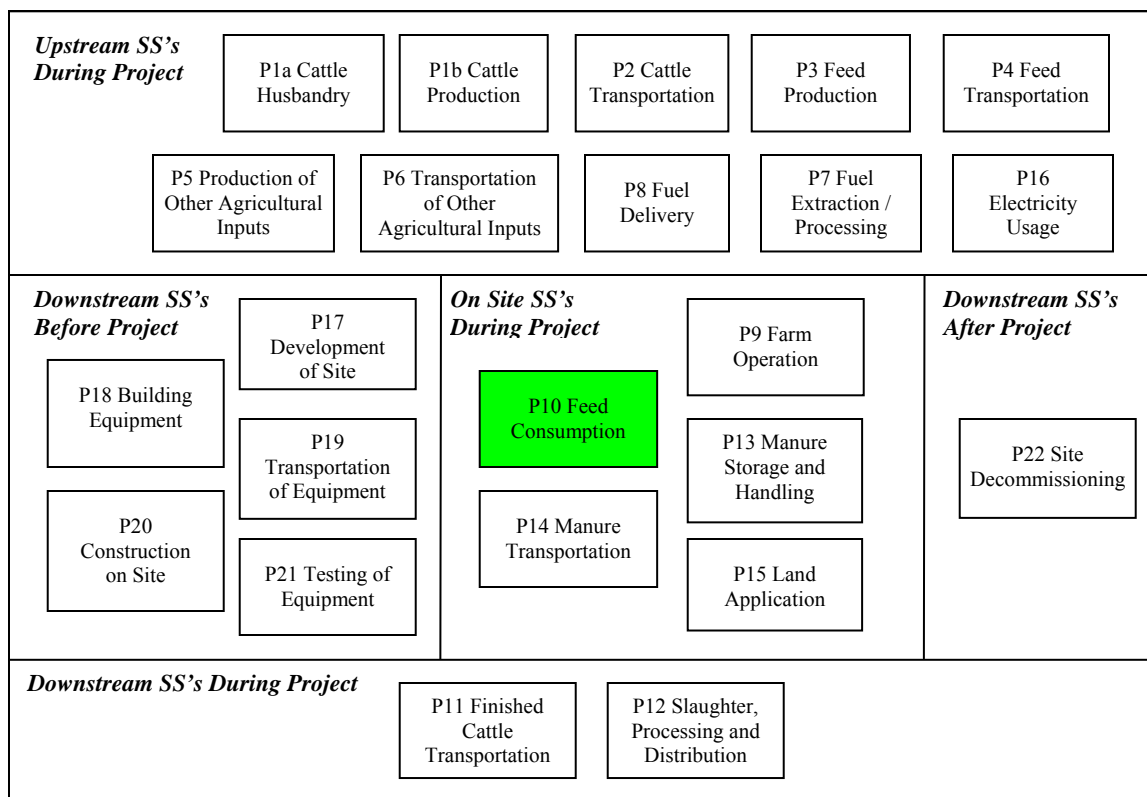 Upstream SS's
During Project
P1a Cattle
Husbandry
P1b Cattle
Production
P2 Cattle
Transportation
P3 Feed
Production
P4 Feed
Transportation
P5 Production of
Other Agricultural
Inputs
P6 Transportation
of Other
Agricultural Inputs
P8 Fuel
Delivery
P7 Fuel
Extraction /
Processing
P16
Electricity
Usage
Downstream SS's
Before Project
P17
Development
of Site
P18 Building
Equipment
P19
Transportation
of Equipment
P20
Construction
on Site
P21 Testing of
Equipment
On Site SS's
During Project
P9 Farm
Operation
P10 Feed
Consumption
P13 Manure
Storage and
Handling
P14 Manure
Transportation
P15 Land
Application
Downstream SS's
After Project
P22 Site
Decommissioning
Downstream SS's During Project
P11 Finished
Cattle
Transportation
P12 Slaughter,
Processing and
Distribution